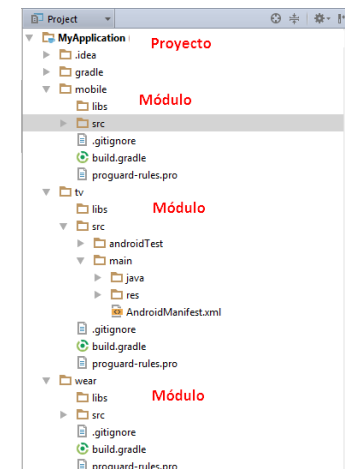 Project
MyApplication Proyecto
.idea
gradle
mobile
Módulo
libs
src
.gitignore
build.gradle
proguard-rules.pro
tv
libs Módulo
src
androidTest
main
java
res
AndroidManifest.xml
.gitignore
build.gradle
proguard-rules.pro
wear
libs Módulo
src
.gitignore
build.gradle
proguard-rules.pro